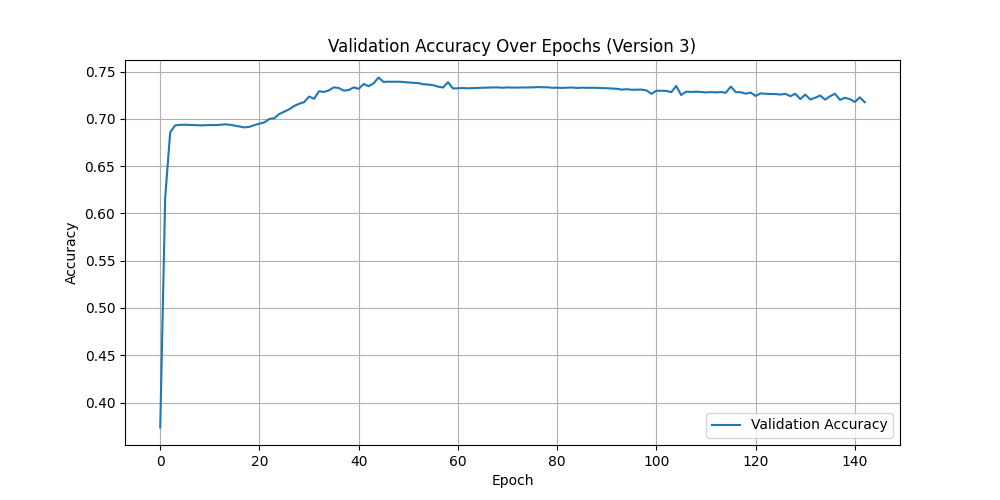 Validation Accuracy Over Epochs (Version 3)
Accuracy
0.75
0.70
0.65
0.60
0.55
0.50
0.45
0.40
0 20 40 60 80 100 120 140
Epoch
Validation Accuracy